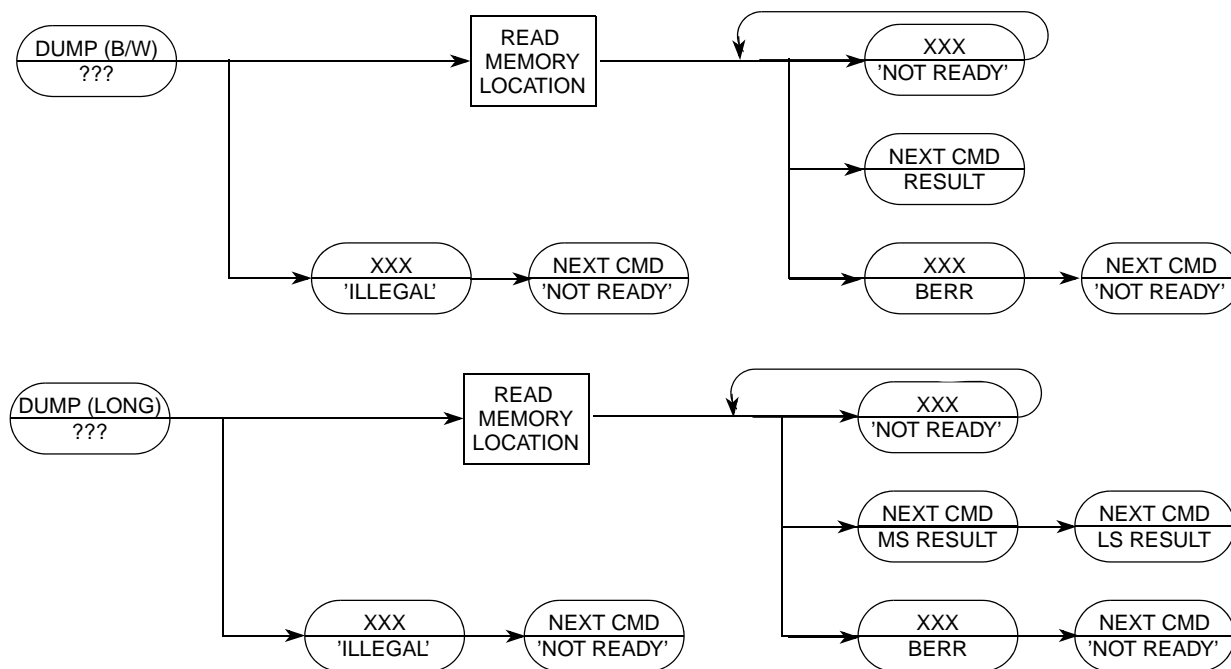 DUMP (B/W)
???
READ
MEMORY
LOCATION
XXX
'NOT READY'
NEXT CMD
RESULT
XXX
'ILLEGAL'
NEXT CMD
'NOT READY'
XXX
BERR
NEXT CMD
'NOT READY'
DUMP (LONG)
???
READ
MEMORY
LOCATION
XXX
'NOT READY'
NEXT CMD
MS RESULT
NEXT CMD
LS RESULT
XXX
'ILLEGAL'
NEXT CMD
'NOT READY'
XXX
BERR
NEXT CMD
'NOT READY'